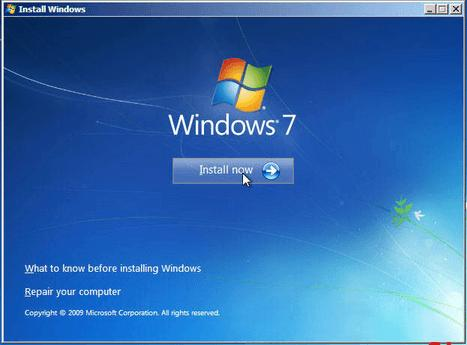 Install Windows
Windows 7
Install now
What to know before installing Windows
Repair your computer
Copyright © 2009 Microsoft Corporation. All rights reserved.